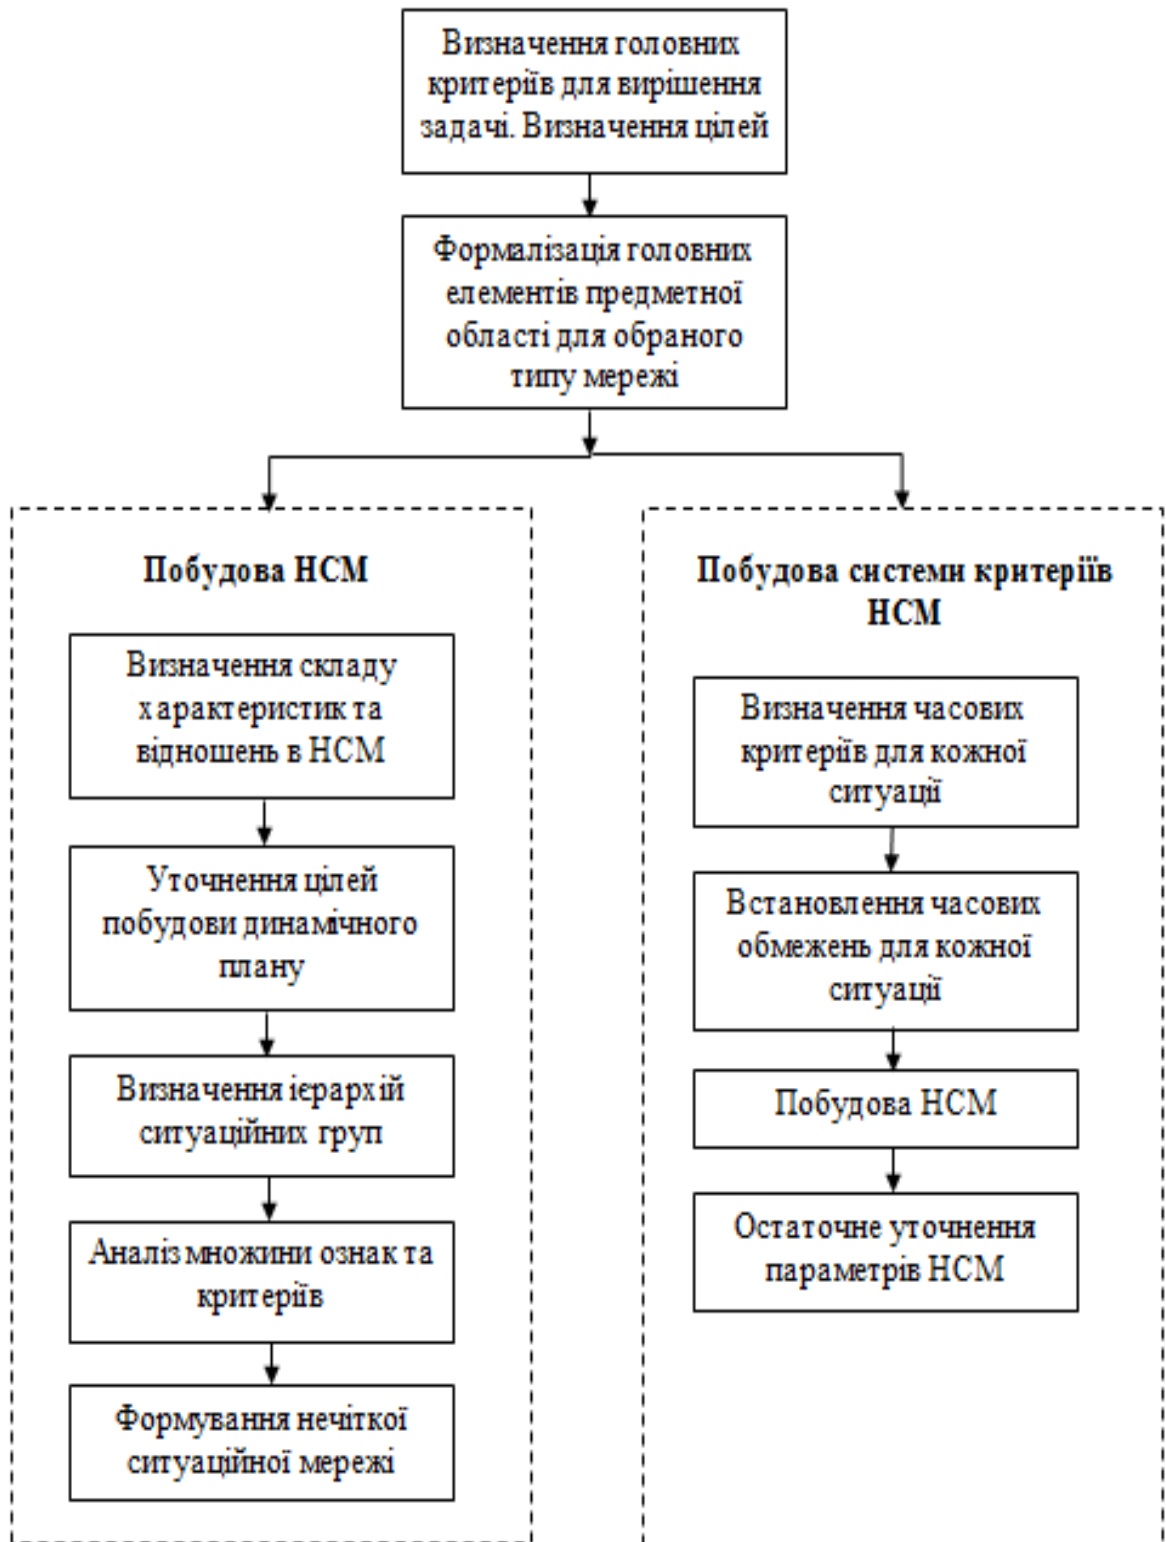 Визначення головних
критеріїв для вирішення
задачі. Визначення цілей
Формалізація головних
елементів предметної
області для обраного
типу мережі
Побудова НСМ
Визначення складу
характеристик та
відношень в НСМ
Уточнення цілей
побудови динамічного
плану
Визначення ієрархій
ситуаційних груп
Аналіз множини ознак та
критеріїв
Формування нечіткої
ситуаційної мережі
Побудова системи критеріїв
НСМ
Визначення часових
критеріїв для кожної
ситуації
Встановлення часових
обмежень для кожної
ситуації
Побудова НСМ
Остаточне уточнення
параметрів НСМ